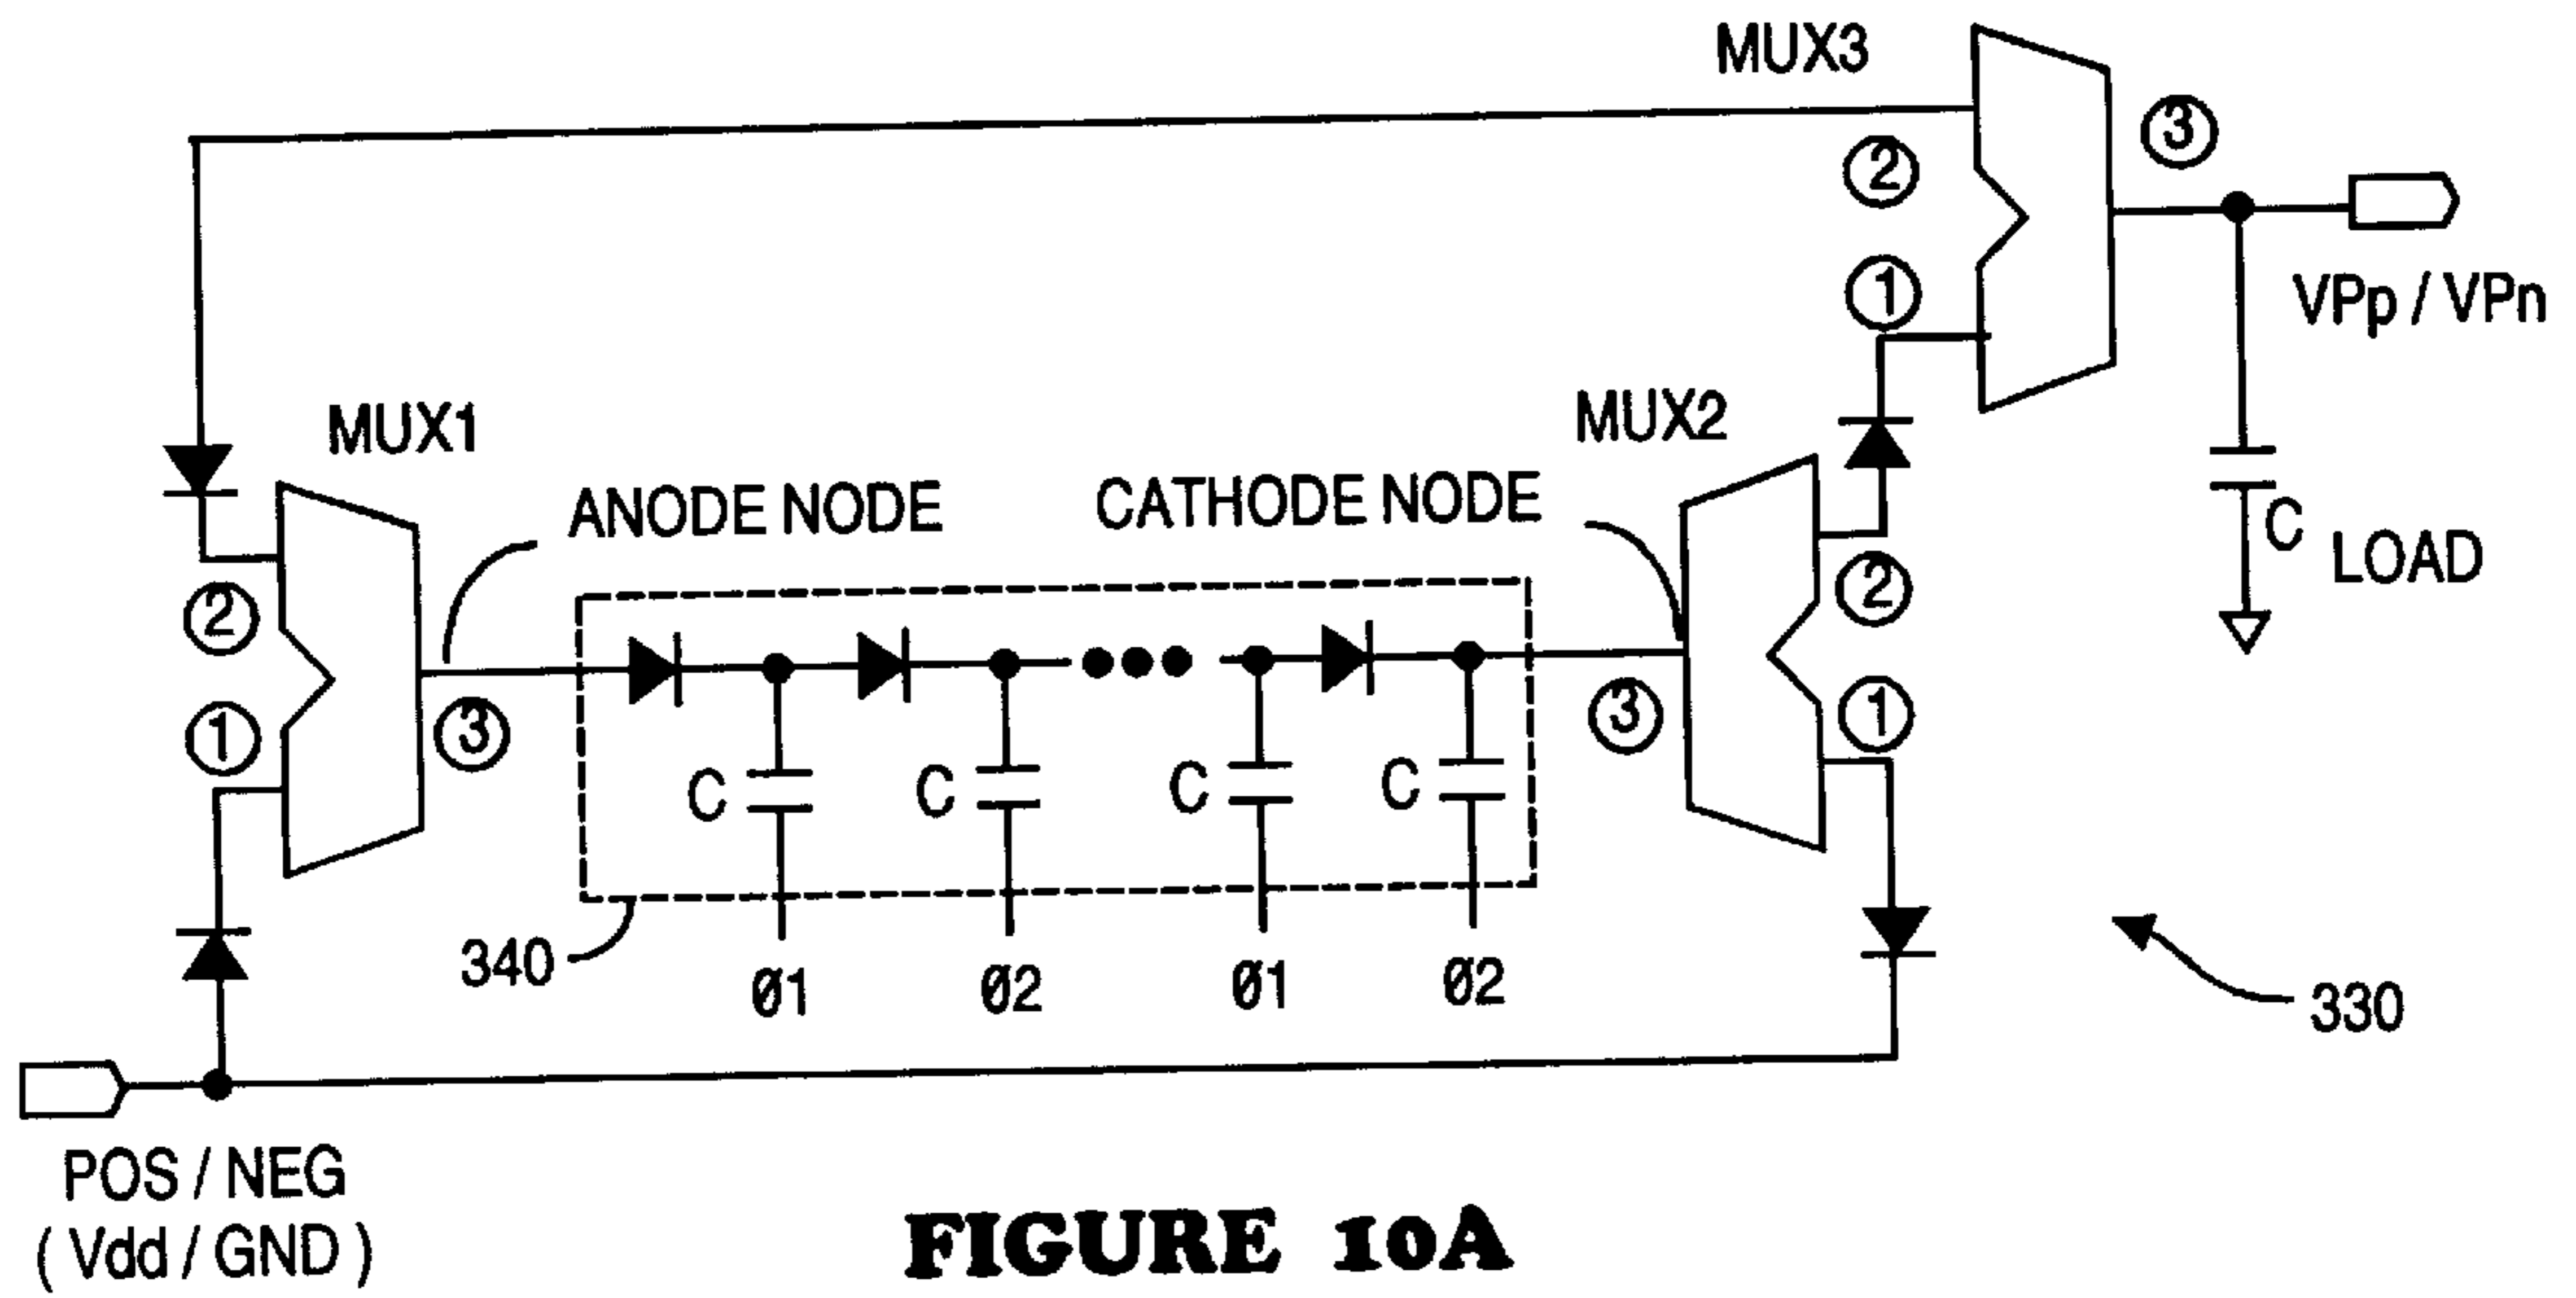 MUX3
③
②
①
VPp / VPn
MUX1
MUX2
ANODE NODE
CATHODE NODE
C LOAD
②
②
①
③
③
①
C
C
C
C
340
Ø1
Ø2
Ø1
Ø2
330
POS / NEG
( Vdd / GND )
FIGURE 10A